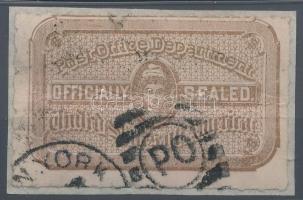 Post Office Department
OFFICIALLY SEALED
N. YORK
PO